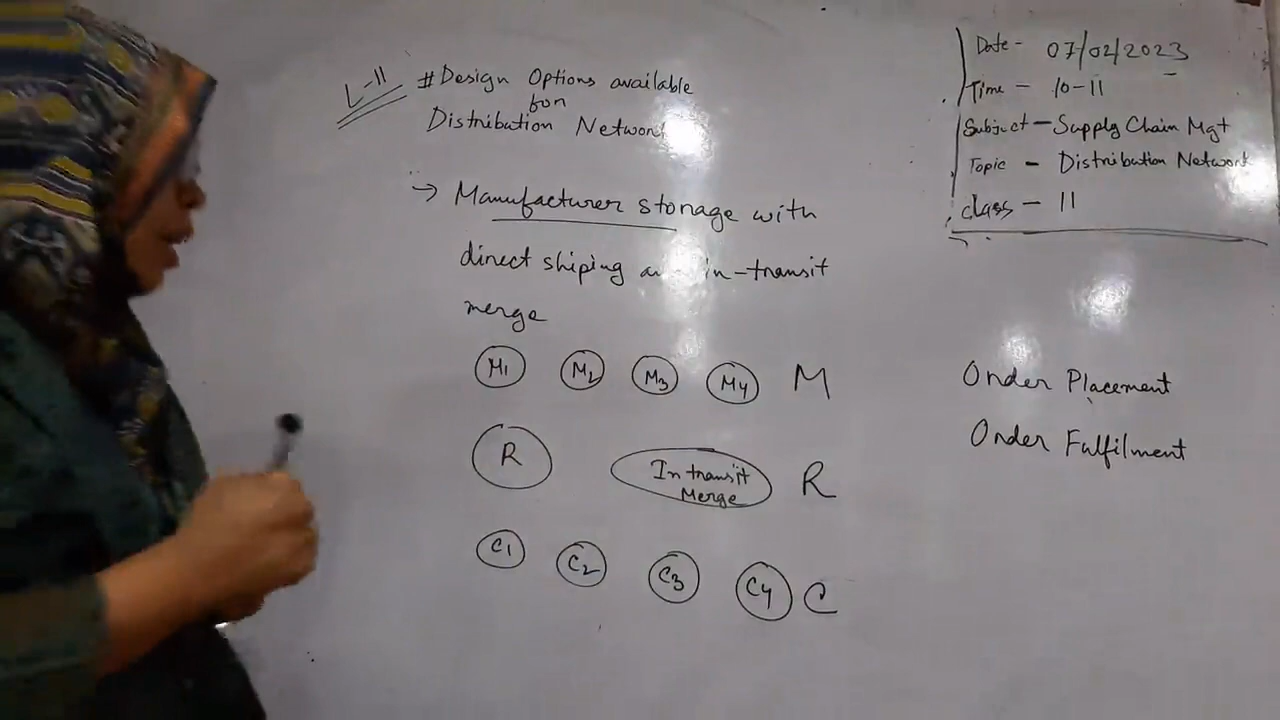 L-11
#Design Options available
for
Distribution Network
→ Manufacturer storage with
direct shiping and in-transit
merge
M1 M2 M3 M4 M
R In transit Merge R
C1 C2 C3 C4 C
Date - 07/02/2023
Time - 10-11
Subject - Supply Chain Mgt
Topic - Distribution Network
class - 11
Order Placement
Order Fulfilment